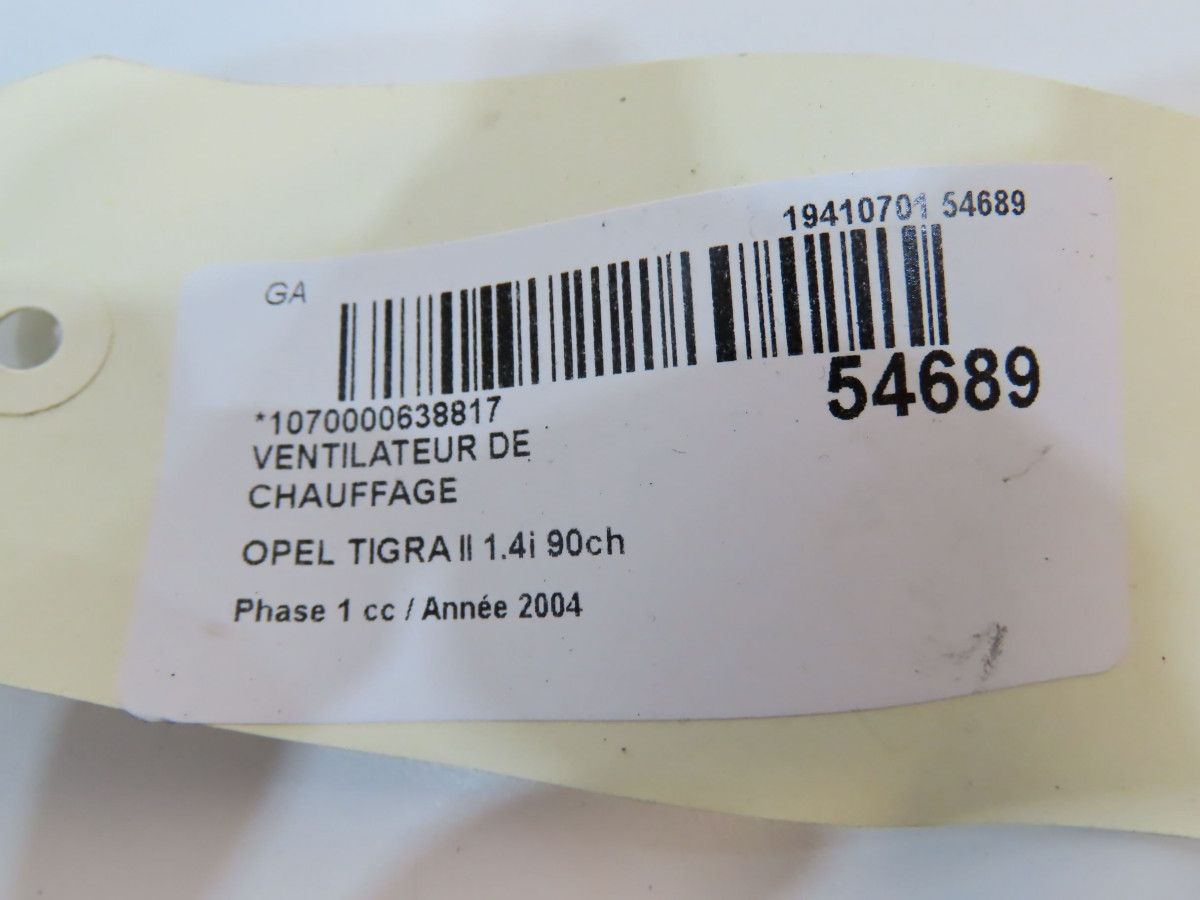 19410701 54689
GA
54689
*1070000638817
VENTILATEUR DE
CHAUFFAGE
OPEL TIGRA II 1.4i 90ch
Phase 1 cc / Année 2004